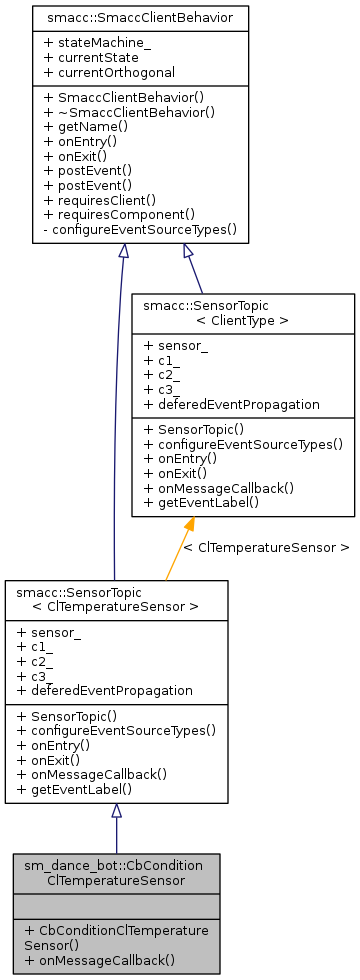 smacc::SmaccClientBehavior
+ stateMachine_
+ currentState
+ currentOrthogonal
+ SmaccClientBehavior()
+ ~SmaccClientBehavior()
+ getName()
+ onEntry()
+ onExit()
+ postEvent()
+ postEvent()
+ requiresClient()
+ requiresComponent()
- configureEventSourceTypes()
smacc::SensorTopic
< ClientType >
+ sensor_
+ c1_
+ c2_
+ c3_
+ deferedEventPropagation
+ SensorTopic()
+ configureEventSourceTypes()
+ onEntry()
+ onExit()
+ onMessageCallback()
+ getEventLabel()
< ClTemperatureSensor >
smacc::SensorTopic
< ClTemperatureSensor >
+ sensor_
+ c1_
+ c2_
+ c3_
+ deferedEventPropagation
+ SensorTopic()
+ configureEventSourceTypes()
+ onEntry()
+ onExit()
+ onMessageCallback()
+ getEventLabel()
sm_dance_bot::CbCondition
ClTemperatureSensor
+ CbConditionClTemperature
Sensor()
+ onMessageCallback()